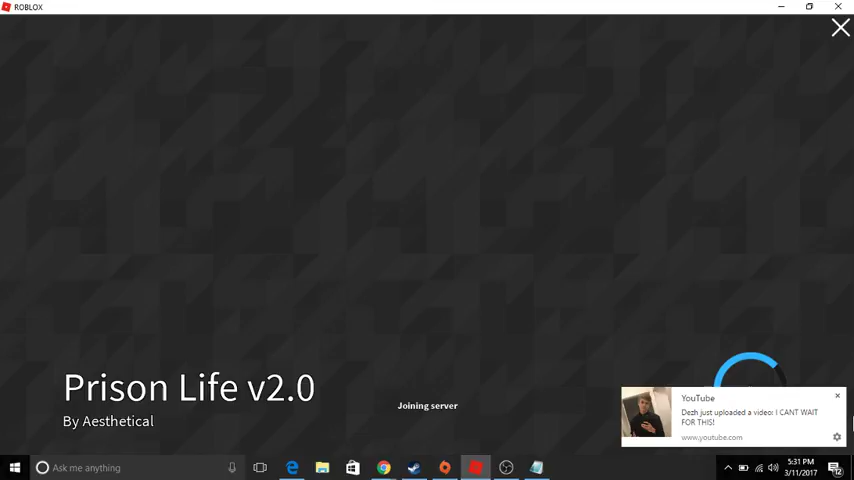 ROBLOX
Prison Life v2.0
By Aesthetical
Joining server
YouTube
Dezh just uploaded a video: I CANT WAIT
FOR THIS!
www.youtube.com
Ask me anything
5:31 PM
3/11/2017
12